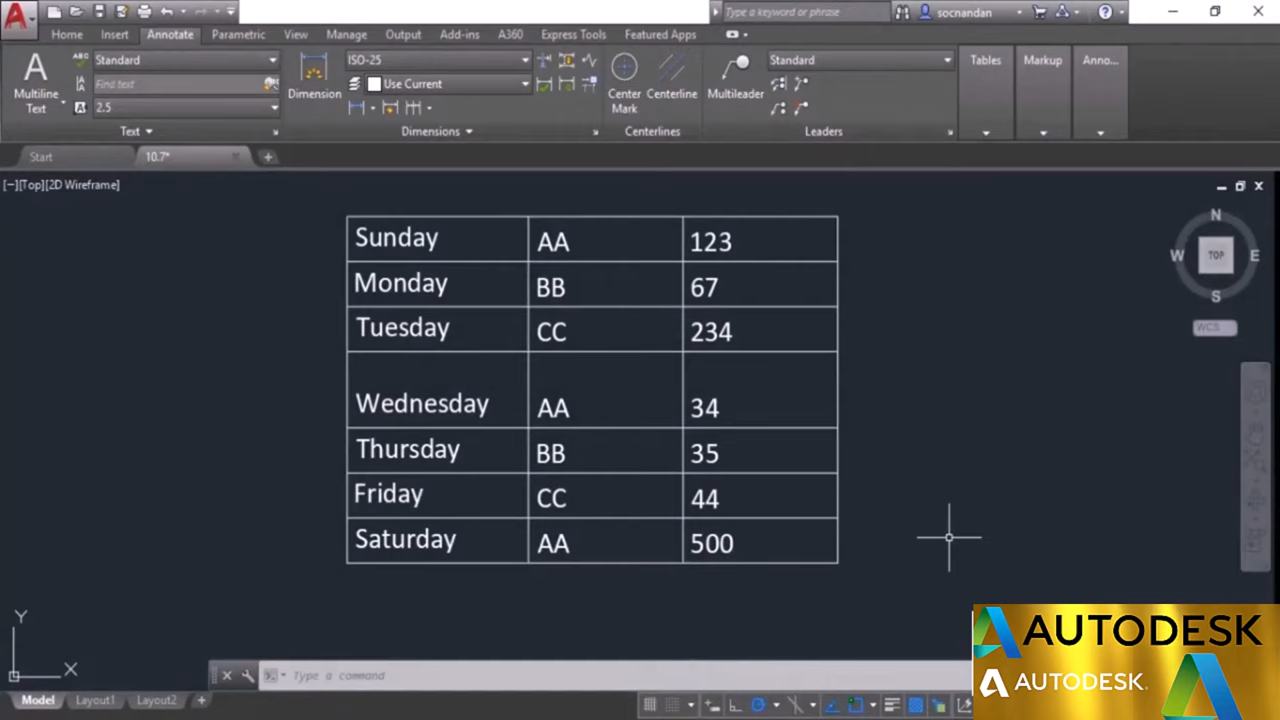 Type a keyword or phrase
socnandan
Home Insert Annotate Parametric View Manage Output Add-ins A360 Express Tools Featured Apps
Multiline Text
Standard
Find text
2.5
Text
Dimension
ISO-25
Use Current
Dimensions
Center Mark
Centerline
Centerlines
Multileader
Standard
Leaders
Tables
Markup
Anno...
Start
10.7*
[−][Top][2D Wireframe]
N
W TOP E
S
WCS
Sunday AA 123
Monday BB 67
Tuesday CC 234
Wednesday AA 34
Thursday BB 35
Friday CC 44
Saturday AA 500
Y
X
Type a command
Model Layout1 Layout2
AUTODESK
AUTODESK.